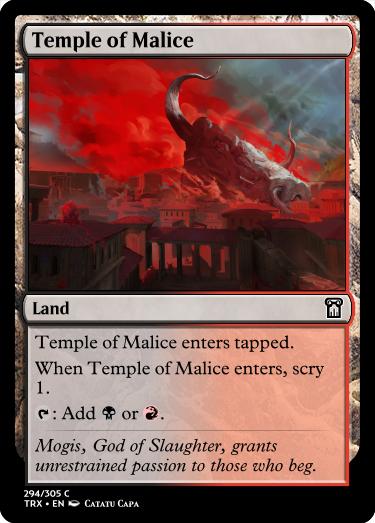 Temple of Malice
Land
Temple of Malice enters tapped.
When Temple of Malice enters, scry
1.
: Add or .
Mogis, God of Slaughter, grants
unrestrained passion to those who beg.
294/305 C
TRX • EN Catatu Capa